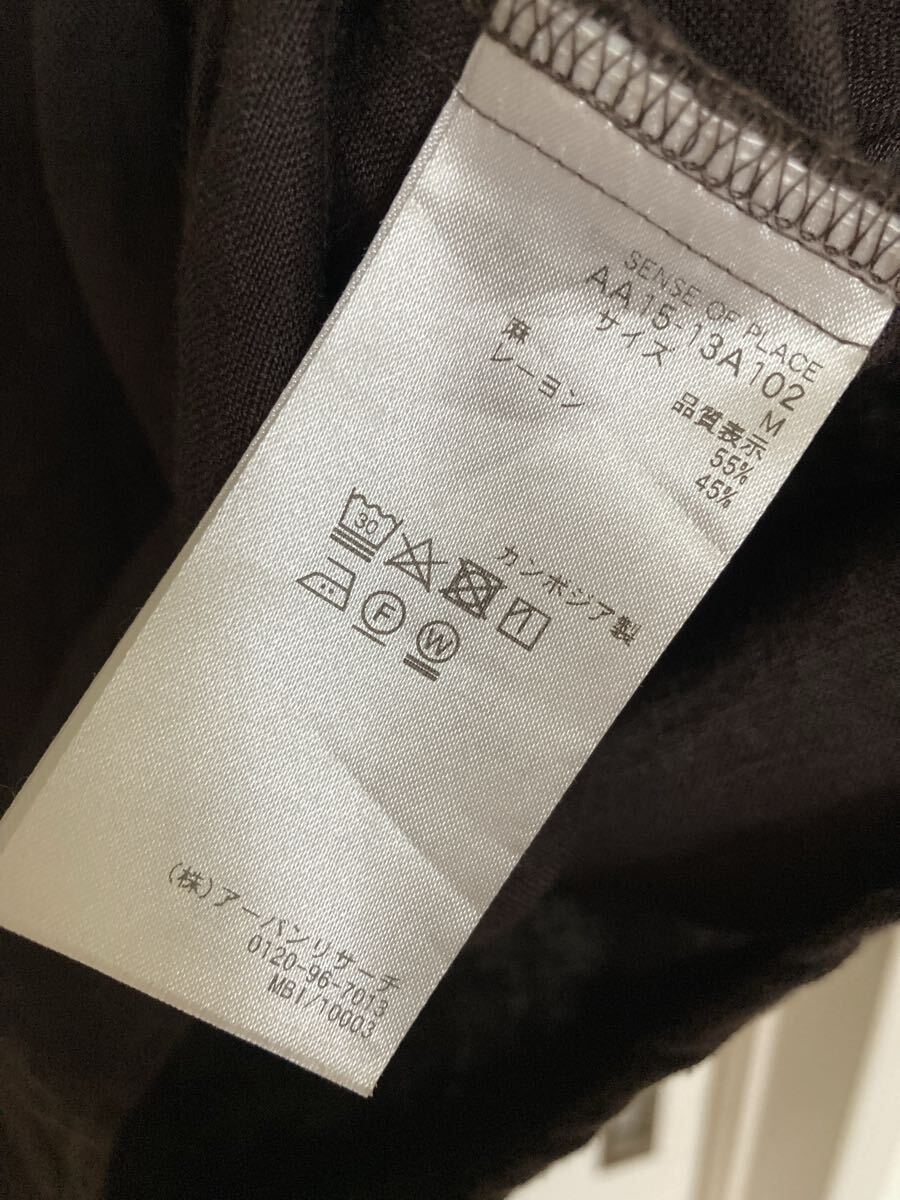 SENSE OF PLACE
AA15-13A102
サイズ M
品質表示
麻 55%
レーヨン 45%
カンボジア製
30
F
W
(株)アーバンリサーチ
0120-96-7013
MB1/10003